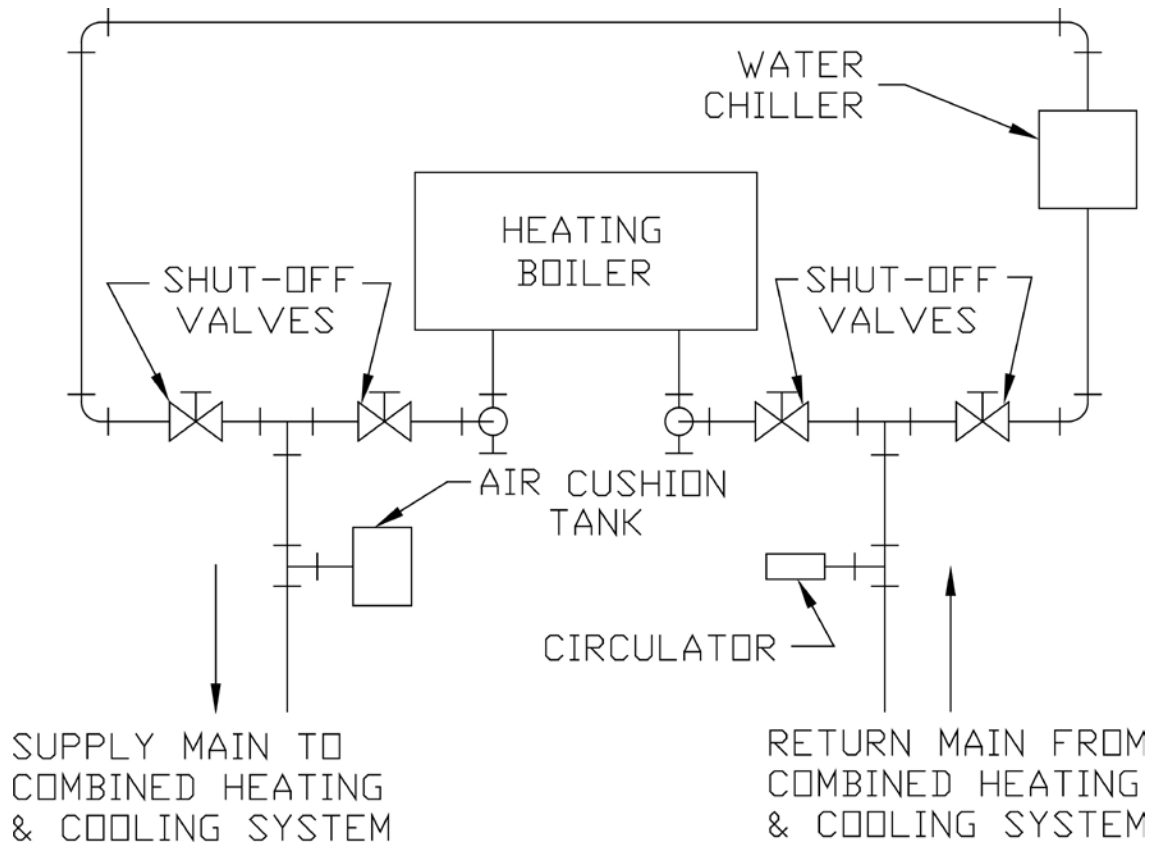 WATER
CHILLER
HEATING
BOILER
SHUT-OFF
VALVES
SHUT-OFF
VALVES
AIR CUSHION
TANK
CIRCULATOR
SUPPLY MAIN TO
COMBINED HEATING
& COOLING SYSTEM
RETURN MAIN FROM
COMBINED HEATING
& COOLING SYSTEM